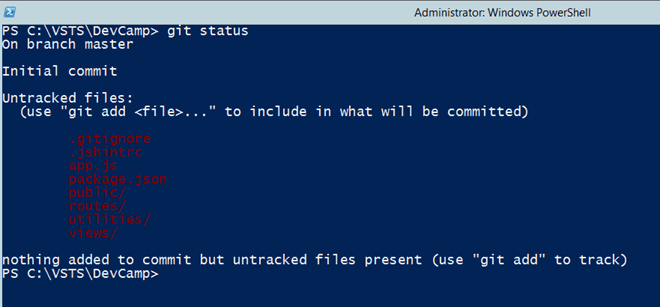 Administrator: Windows PowerShell
PS C:\VSTS\DevCamp> git status
On branch master
Initial commit
Untracked files:
(use "git add <file>..." to include in what will be committed)
.gitignore
.jshintrc
app.js
package.json
public/
routes/
utilities/
views/
nothing added to commit but untracked files present (use "git add" to track)
PS C:\VSTS\DevCamp>